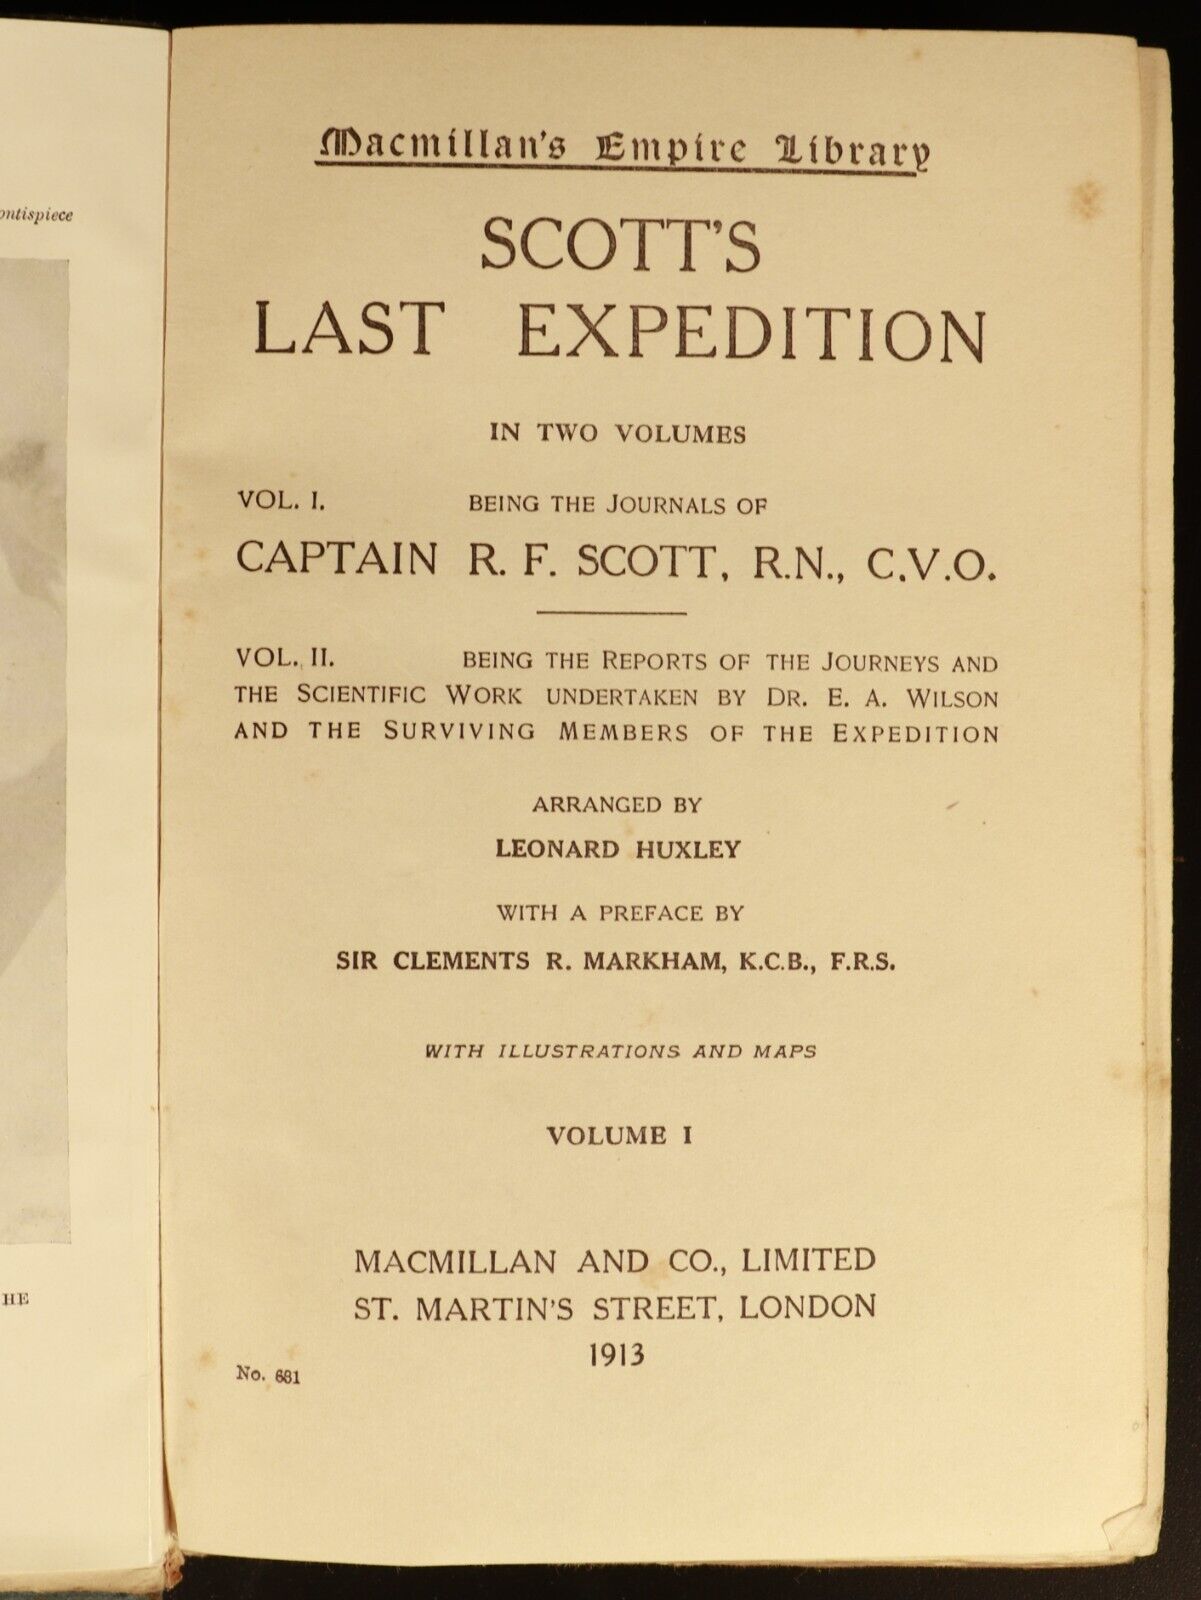 ontispiece
HE
Macmillan's Empire Library
SCOTT'S
LAST EXPEDITION
IN TWO VOLUMES
VOL. I. BEING THE JOURNALS OF
CAPTAIN R. F. SCOTT, R.N., C.V.O.
VOL. II. BEING THE REPORTS OF THE JOURNEYS AND
THE SCIENTIFIC WORK UNDERTAKEN BY DR. E. A. WILSON
AND THE SURVIVING MEMBERS OF THE EXPEDITION
ARRANGED BY
LEONARD HUXLEY
WITH A PREFACE BY
SIR CLEMENTS R. MARKHAM, K.C.B., F.R.S.
WITH ILLUSTRATIONS AND MAPS
VOLUME I
MACMILLAN AND CO., LIMITED
ST. MARTIN'S STREET, LONDON
1913
No. 681